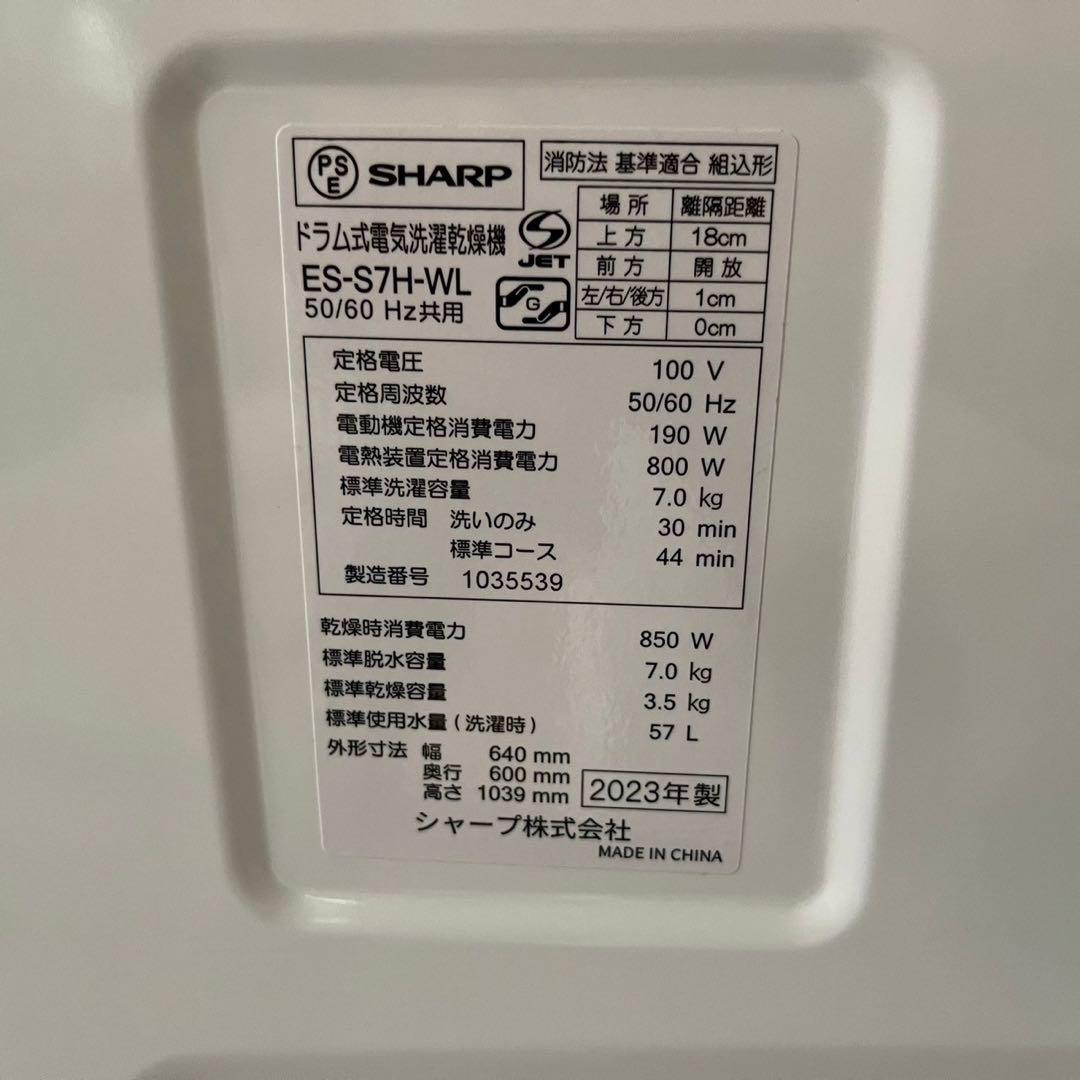 PSE SHARP
消防法 基準適合 組込形
場所 離隔距離
上方 18cm
前方 開放
左/右/後方 1cm
下方 0cm
ドラム式電気洗濯乾燥機
JET
ES-S7H-WL
G
50/60 Hz共用
定格電圧 100 V
定格周波数 50/60 Hz
電動機定格消費電力 190 W
電熱装置定格消費電力 800 W
標準洗濯容量 7.0 kg
定格時間 洗いのみ 30 min
標準コース 44 min
製造番号 1035539
乾燥時消費電力 850 W
標準脱水容量 7.0 kg
標準乾燥容量 3.5 kg
標準使用水量(洗濯時) 57 L
外形寸法 幅 640 mm
奥行 600 mm
高さ 1039 mm
2023年製
シャープ株式会社
MADE IN CHINA